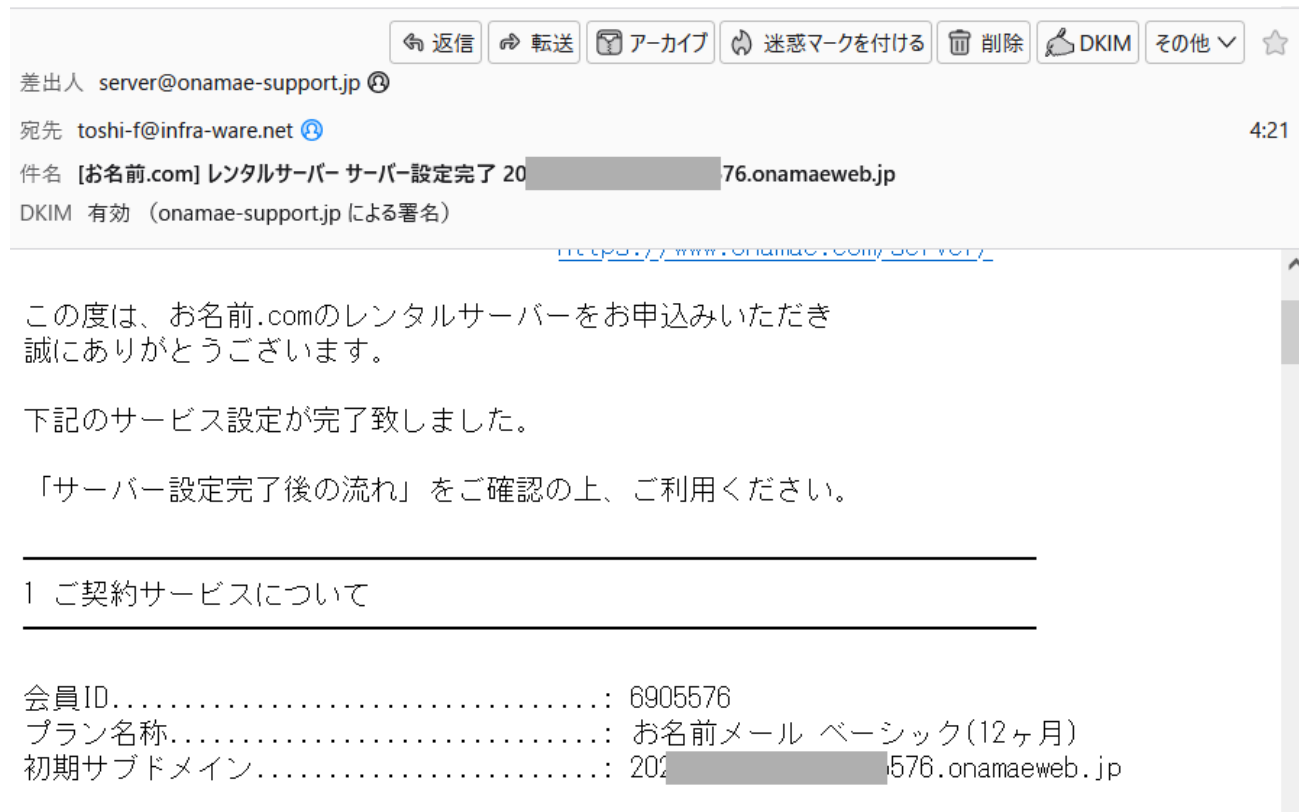 返信 転送 アーカイブ 迷惑マークを付ける 削除 DKIM その他
差出人 server@onamae-support.jp
宛先 toshi-f@infra-ware.net 4:21
件名 [お名前.com] レンタルサーバー サーバー設定完了 20 76.onamaeweb.jp
DKIM 有効 (onamae-support.jp による署名)
https://www.onamae.com/server/
この度は、お名前.comのレンタルサーバーをお申込みいただき
誠にありがとうございます。
下記のサービス設定が完了致しました。
「サーバー設定完了後の流れ」をご確認の上、ご利用ください。
1 ご契約サービスについて
会員ID..................................: 6905576
プラン名称..............................: お名前メール ベーシック(12ヶ月)
初期サブドメイン........................: 202 576.onamaeweb.jp